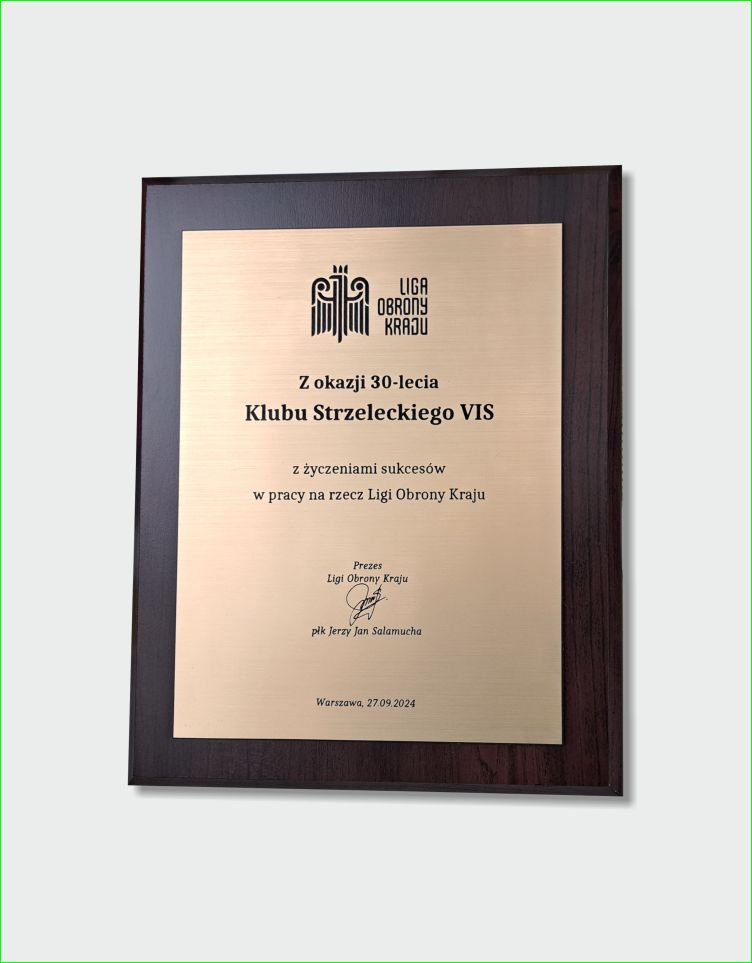 LIGA
OBRONY
KRAJU
Z okazji 30-lecia
Klubu Strzeleckiego VIS
z życzeniami sukcesów
w pracy na rzecz Ligi Obrony Kraju
Prezes
Ligi Obrony Kraju
płk Jerzy Jan Salamucha
Warszawa, 27.09.2024